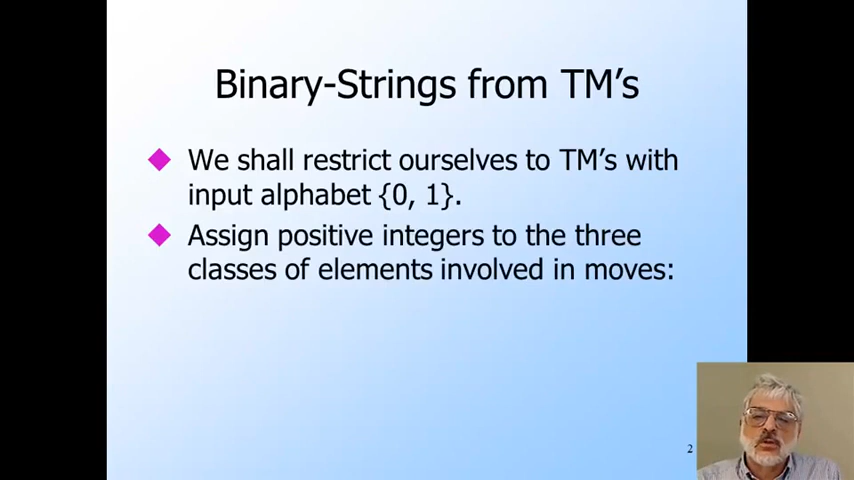 Binary-Strings from TM's
We shall restrict ourselves to TM's with
input alphabet {0, 1}.
Assign positive integers to the three
classes of elements involved in moves:
2